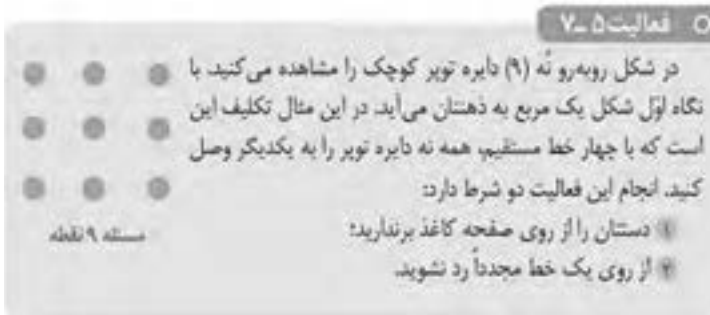 فعالیت ۵ـ۷
در شکل روبه‌رو نُه (۹) دایره توپر کوچک را مشاهده می‌کنید. با
نگاه اوّل شکل یک مربع به ذهنتان می‌آید. در این مثال تکلیف این
است که با چهار خط مستقیم، همه نه دایره توپر را به یکدیگر وصل
کنید. انجام این فعالیت دو شرط دارد:
۱ دستتان را از روی صفحه کاغذ برندارید؛
۲ از روی یک خط مجدداً رد نشوید.
مسئله ۹ نقطه